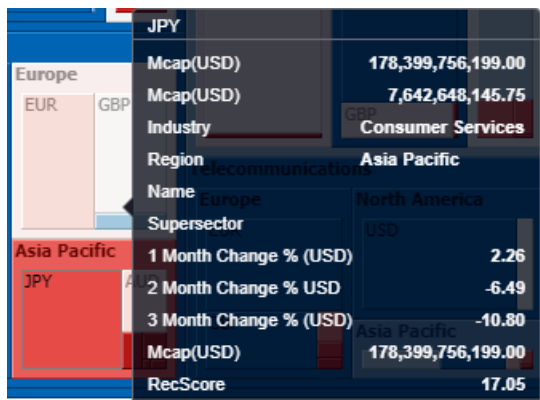 JPY
Mcap(USD) 178,399,756,199.00
Mcap(USD) 7,642,648,145.75
Industry Consumer Services
Region Asia Pacific
Name
Supersector
1 Month Change % (USD) 2.26
2 Month Change % USD -6.49
3 Month Change % (USD) -10.80
Mcap(USD) 178,399,756,199.00
RecScore 17.05
Europe
EUR GBP
Asia Pacific
JPY AUD
GBP
Telecommunications
Europe
North America
USD
Asia Pacific